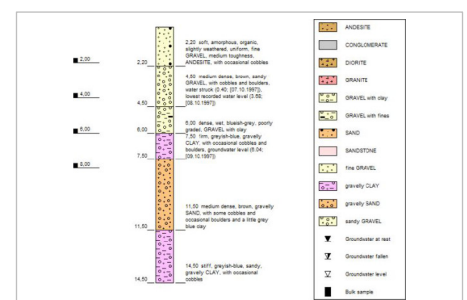 2,20 soft, amorphous, organic,
slightly weathered, uniform, fine
GRAVEL, medium toughness,
ANDESITE, with occasional cobbles
2,00
2,20
4,50 medium dense, brown, sandy
GRAVEL, with cobbles and boulders,
water struck (0.40; [07.10.1997]),
lowest recorded water level (3.58;
[08.10.1997])
4,00
4,50
6,00 dense, wet, blueish-grey, poorly
graded, GRAVEL with clay
6,00
6,00
7,50 firm, greyish-blue, gravelly
CLAY, with occasional cobbles and
boulders, groundwater level (5.04;
[09.10.1997])
7,50
8,00
11,50 medium dense, brown, gravelly
SAND, with some cobbles and
occasional boulders and a little grey
blue clay
11,50
14,50 stiff, greyish-blue, sandy,
gravelly CLAY, with occasional
cobbles
14,50
ANDESITE
CONGLOMERATE
DIORITE
GRANITE
GRAVEL with clay
GRAVEL with fines
SAND
SANDSTONE
fine GRAVEL
gravelly CLAY
gravelly SAND
sandy GRAVEL
Groundwater at rest
Groundwater fallen
Groundwater level
Bulk sample